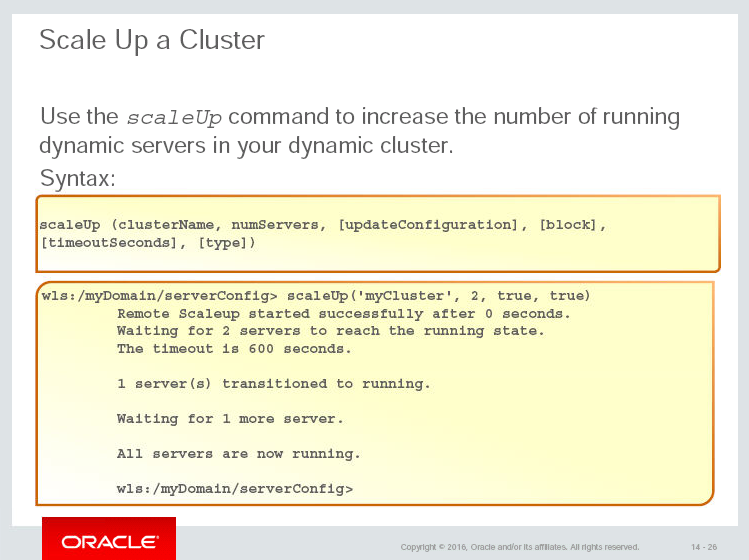 Scale Up a Cluster
Use the scaleUp command to increase the number of running
dynamic servers in your dynamic cluster.
Syntax:
scaleUp (clusterName, numServers, [updateConfiguration], [block],
[timeoutSeconds], [type])
wls:/myDomain/serverConfig> scaleUp('myCluster', 2, true, true)
Remote Scaleup started successfully after 0 seconds.
Waiting for 2 servers to reach the running state.
The timeout is 600 seconds.
1 server(s) transitioned to running.
Waiting for 1 more server.
All servers are now running.
wls:/myDomain/serverConfig>
ORACLE
Copyright © 2016, Oracle and/or its affiliates. All rights reserved.
14 - 26